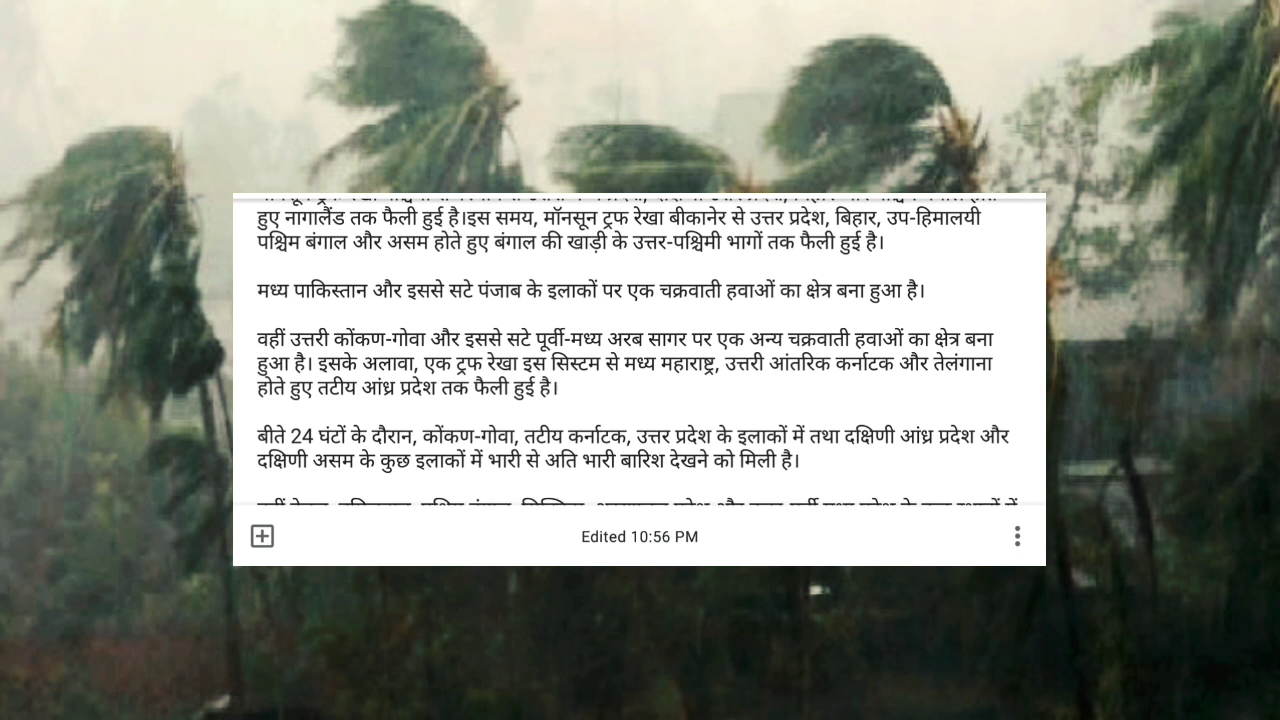 हुए नागालैंड तक फैली हुई है।इस समय, मॉनसून ट्रफ रेखा बीकानेर से उत्तर प्रदेश, बिहार, उप-हिमालयी
पश्चिम बंगाल और असम होते हुए बंगाल की खाड़ी के उत्तर-पश्चिमी भागों तक फैली हुई है।
मध्य पाकिस्तान और इससे सटे पंजाब के इलाकों पर एक चक्रवाती हवाओं का क्षेत्र बना हुआ है।
वहीं उत्तरी कोंकण-गोवा और इससे सटे पूर्वी-मध्य अरब सागर पर एक अन्य चक्रवाती हवाओं का क्षेत्र बना
हुआ है। इसके अलावा, एक ट्रफ रेखा इस सिस्टम से मध्य महाराष्ट्र, उत्तरी आंतरिक कर्नाटक और तेलंगाना
होते हुए तटीय आंध्र प्रदेश तक फैली हुई है।
बीते 24 घंटों के दौरान, कोंकण-गोवा, तटीय कर्नाटक, उत्तर प्रदेश के इलाकों में तथा दक्षिणी आंध्र प्रदेश और
दक्षिणी असम के कुछ इलाकों में भारी से अति भारी बारिश देखने को मिली है।
Edited 10:56 PM